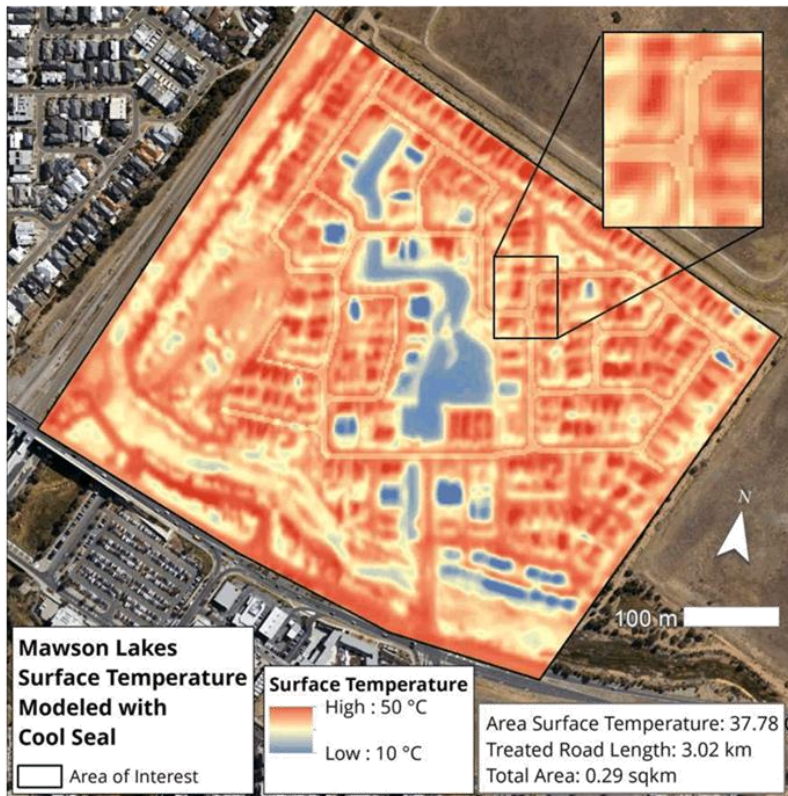 N
100 m
Mawson Lakes
Surface Temperature
Modeled with
Cool Seal
Area of Interest
Surface Temperature
High : 50 °C
Low : 10 °C
Area Surface Temperature: 37.78
Treated Road Length: 3.02 km
Total Area: 0.29 sqkm